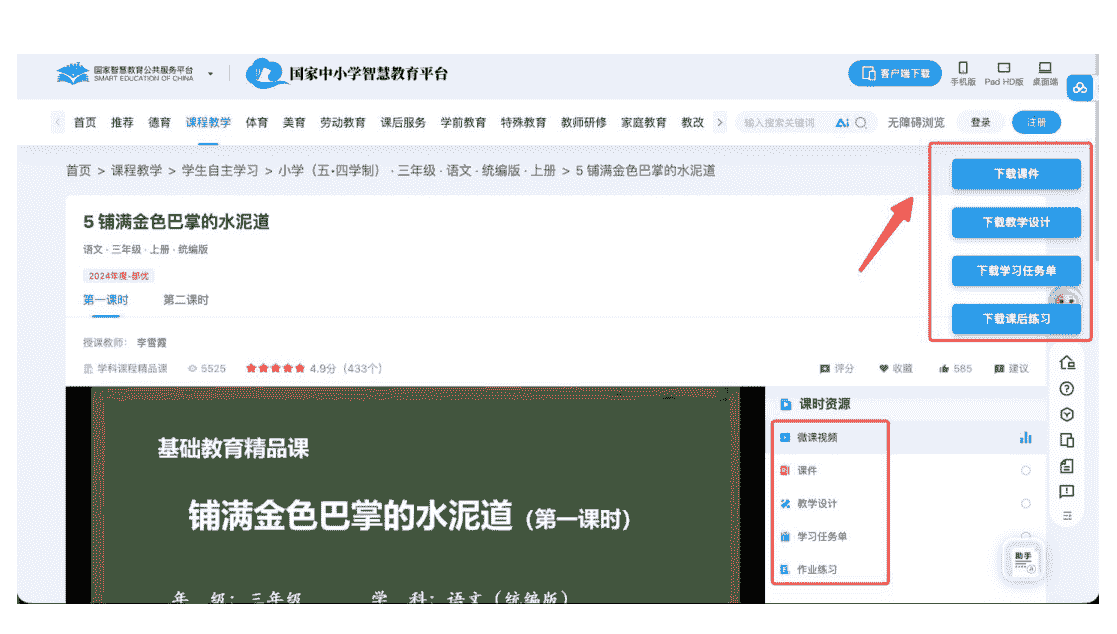 国家智慧教育公共服务平台
SMART EDUCATION OF CHINA
国家中小学智慧教育平台
客户端下载
手机版 Pad HD版 桌面端
首页 推荐 德育 课程教学 体育 美育 劳动教育 课后服务 学前教育 特殊教育 教师研修 家庭教育 教改 输入搜索关键词 Ai 无障碍浏览 登录 注册
首页 > 课程教学 > 学生自主学习 > 小学（五·四学制） · 三年级 · 语文 · 统编版 · 上册 > 5 铺满金色巴掌的水泥道
下载课件
下载教学设计
下载学习任务单
下载课后练习
5 铺满金色巴掌的水泥道
语文 · 三年级 · 上册 · 统编版
2024年度-部优
第一课时 第二课时
授课教师： 李雪霞
学科课程精品课 5525 4.9分（433个） 评分 收藏 585 建议
基础教育精品课
铺满金色巴掌的水泥道（第一课时）
年 级：三年级 学 科：语文（统编版）
课时资源
微课视频
课件
教学设计
学习任务单
作业练习
助手